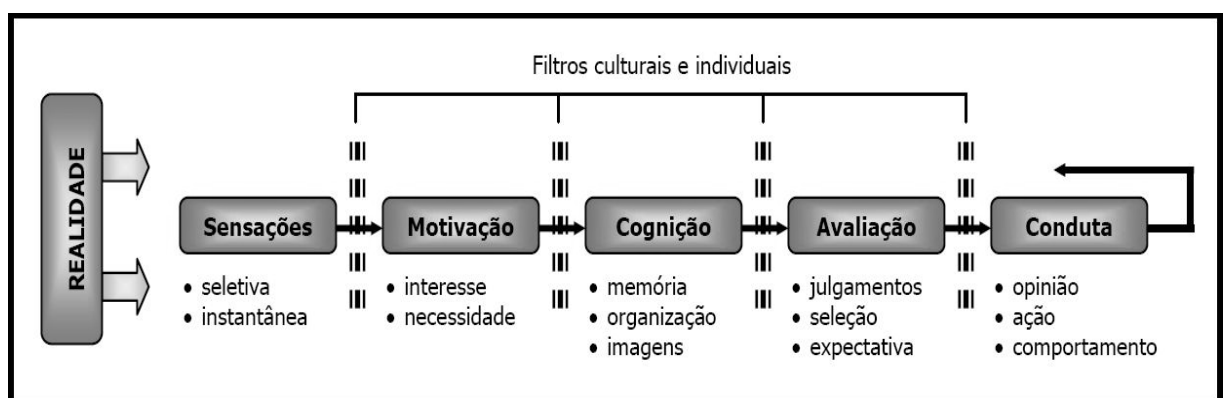 Filtros culturais e individuais
REALIDADE
Sensações
• seletiva
• instantânea
Motivação
• interesse
• necessidade
Cognição
• memória
• organização
• imagens
Avaliação
• julgamentos
• seleção
• expectativa
Conduta
• opinião
• ação
• comportamento